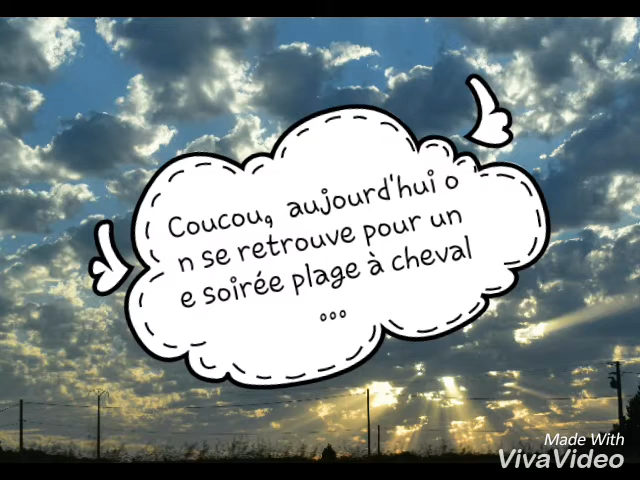 Coucou, aujourd'hui o
n se retrouve pour un
e soirée plage à cheval
...
Made With
VivaVideo